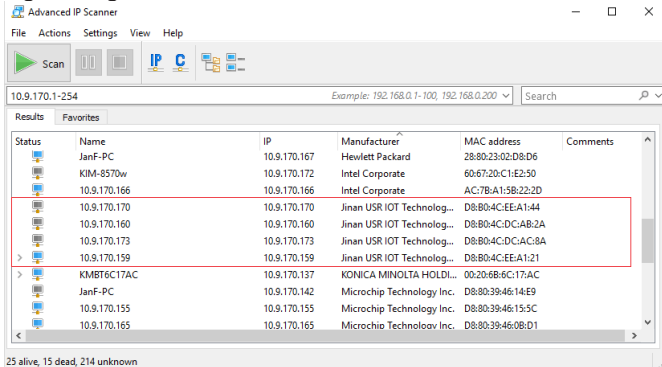 Advanced IP Scanner
File Actions Settings View Help
Scan IP C
10.9.170.1-254 Example: 192.168.0.1-100, 192.168.0.200 Search
Results Favorites
Status Name IP Manufacturer MAC address Comments
JanF-PC 10.9.170.167 Hewlett Packard 28:80:23:02:D8:D6
KIM-8570w 10.9.170.172 Intel Corporate 60:67:20:C1:E2:50
10.9.170.166 10.9.170.166 Intel Corporate AC:7B:A1:5B:22:2D
10.9.170.170 10.9.170.170 Jinan USR IOT Technolog... D8:B0:4C:EE:A1:44
10.9.170.160 10.9.170.160 Jinan USR IOT Technolog... D8:B0:4C:DC:AB:2A
10.9.170.173 10.9.170.173 Jinan USR IOT Technolog... D8:B0:4C:DC:AC:8A
10.9.170.159 10.9.170.159 Jinan USR IOT Technolog... D8:B0:4C:EE:A1:21
KMBT6C17AC 10.9.170.137 KONICA MINOLTA HOLDI... 00:20:6B:6C:17:AC
JanF-PC 10.9.170.142 Microchip Technology Inc. D8:80:39:46:14:E9
10.9.170.155 10.9.170.155 Microchip Technology Inc. D8:80:39:46:15:5C
10.9.170.165 10.9.170.165 Microchip Technology Inc. D8:80:39:46:0B:D1
25 alive, 15 dead, 214 unknown